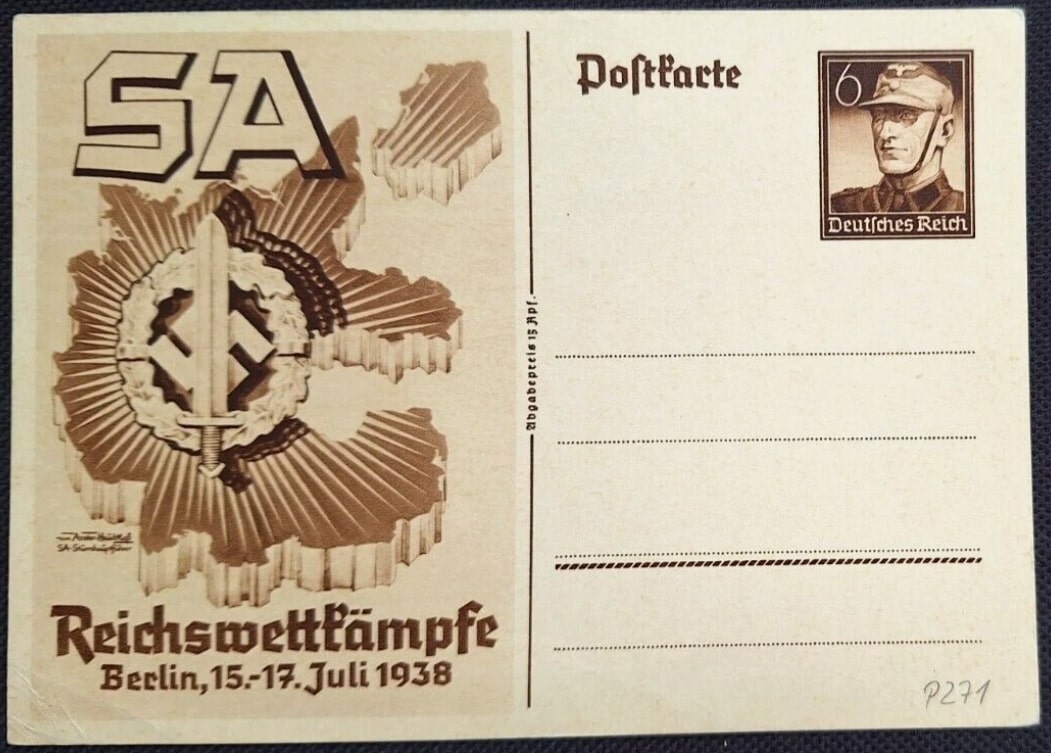 SA
Reichswettkämpfe
Berlin, 15.-17. Juli 1938
Abgabepreis 15 Rpf.
Postkarte
6
Deutsches Reich
P271